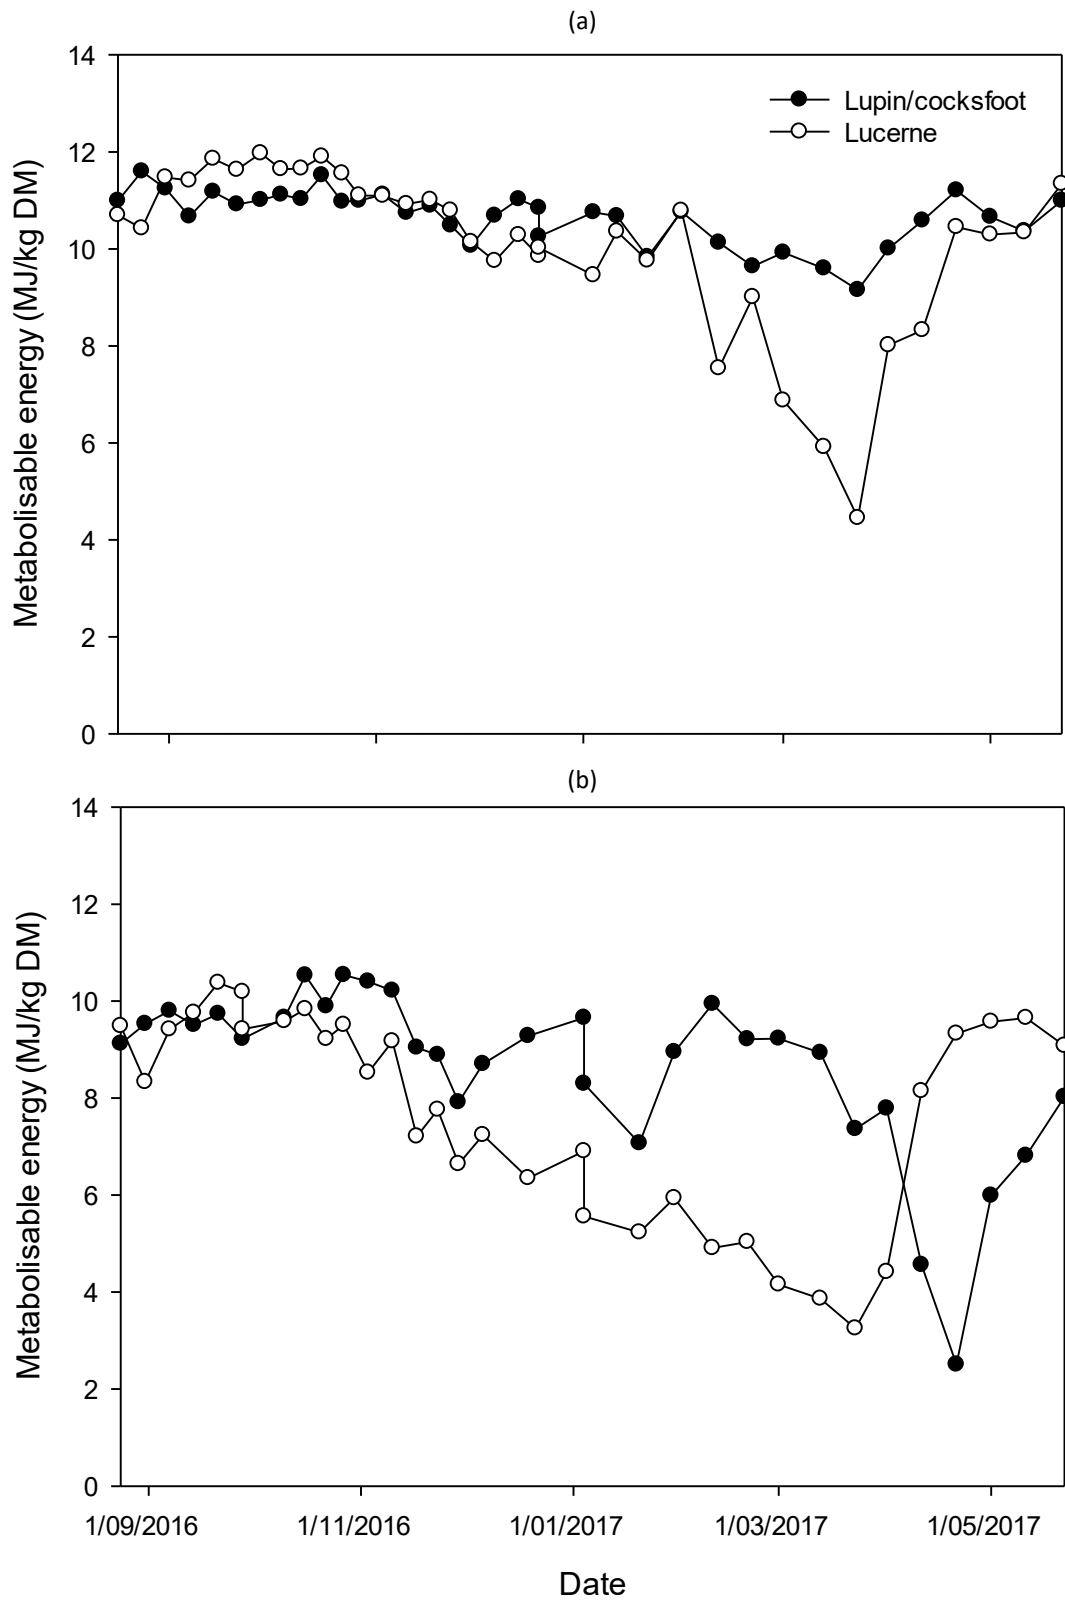 (a)
14
12
10
8
6
4
2
0
Metabolisable energy (MJ/kg DM)
Lupin/cocksfoot
Lucerne
(b)
14
12
10
8
6
4
2
0
Metabolisable energy (MJ/kg DM)
1/09/2016 1/11/2016 1/01/2017 1/03/2017 1/05/2017
Date